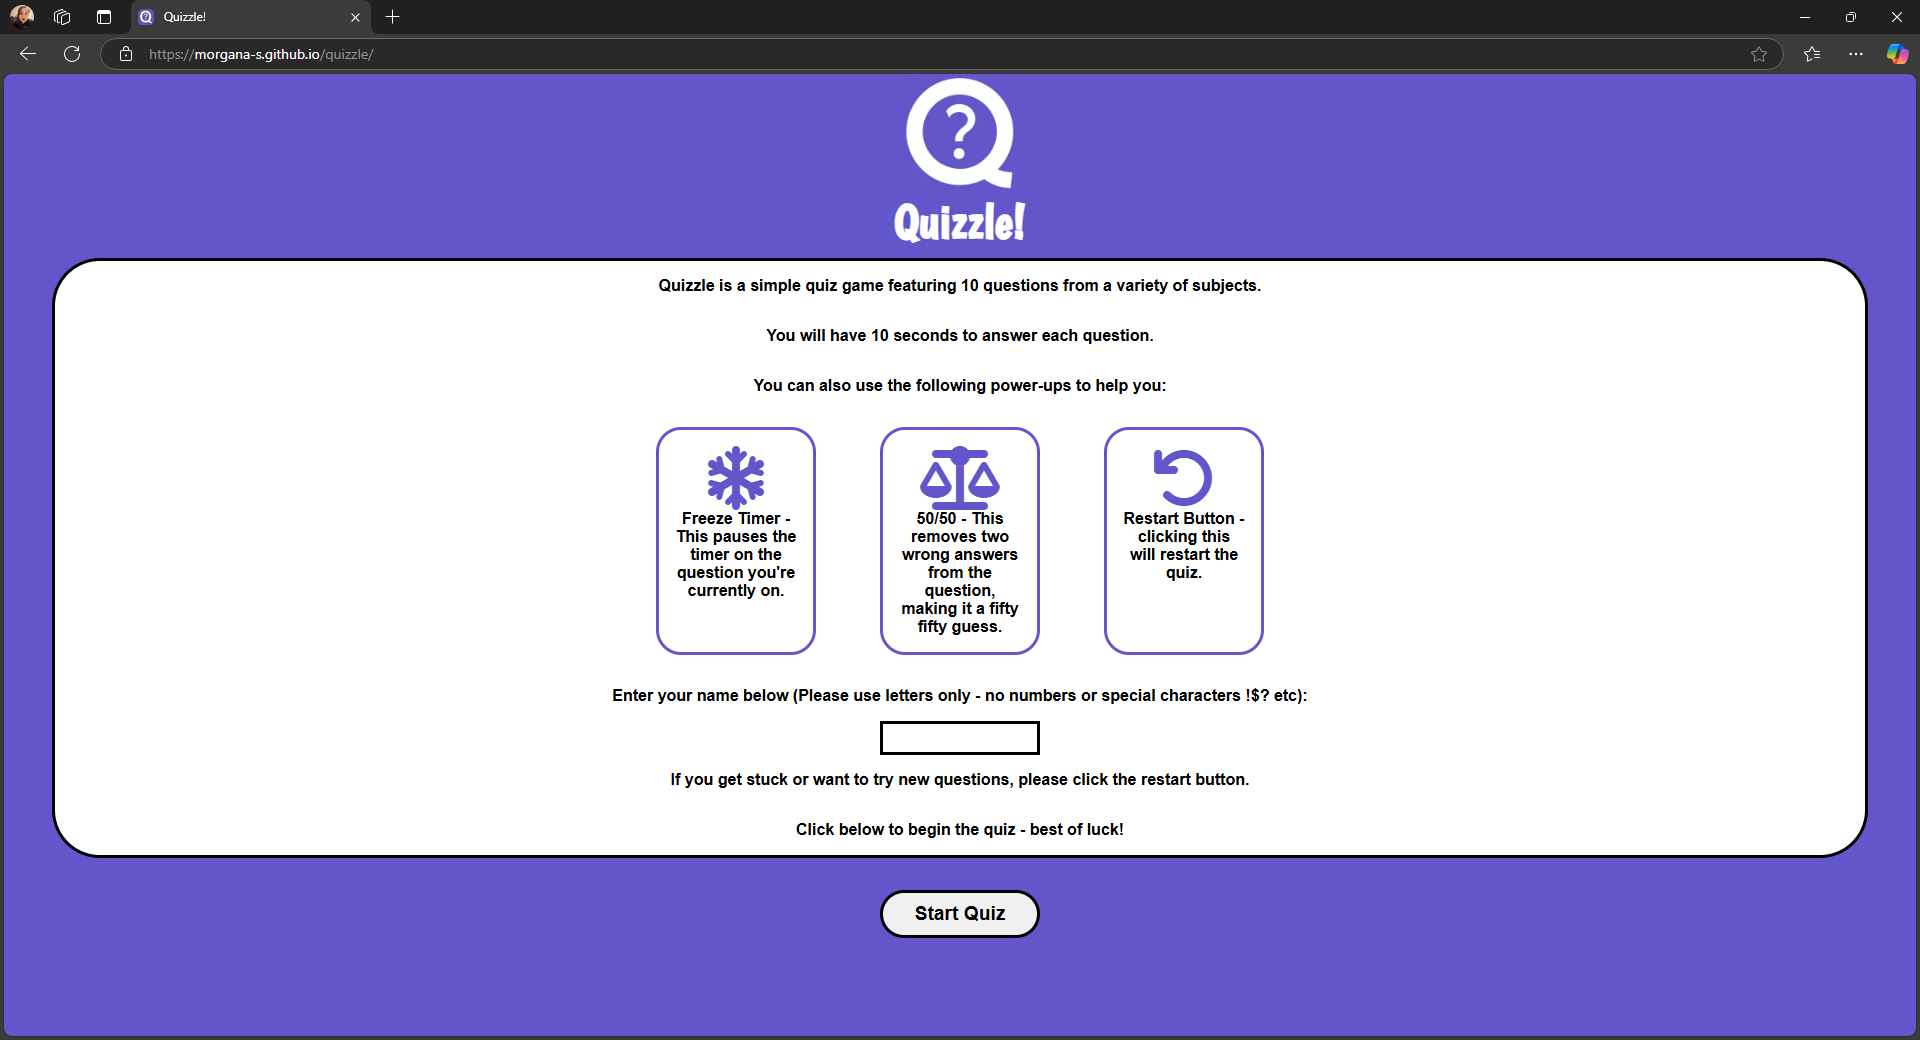 Quizzle!
https://morgana-s.github.io/quizzle/
?
Quizzle!
Quizzle is a simple quiz game featuring 10 questions from a variety of subjects.
You will have 10 seconds to answer each question.
You can also use the following power-ups to help you:
Freeze Timer -
This pauses the
timer on the
question you're
currently on.
50/50 - This
removes two
wrong answers
from the
question,
making it a fifty
fifty guess.
Restart Button -
clicking this
will restart the
quiz.
Enter your name below (Please use letters only - no numbers or special characters !$? etc):
If you get stuck or want to try new questions, please click the restart button.
Click below to begin the quiz - best of luck!
Start Quiz